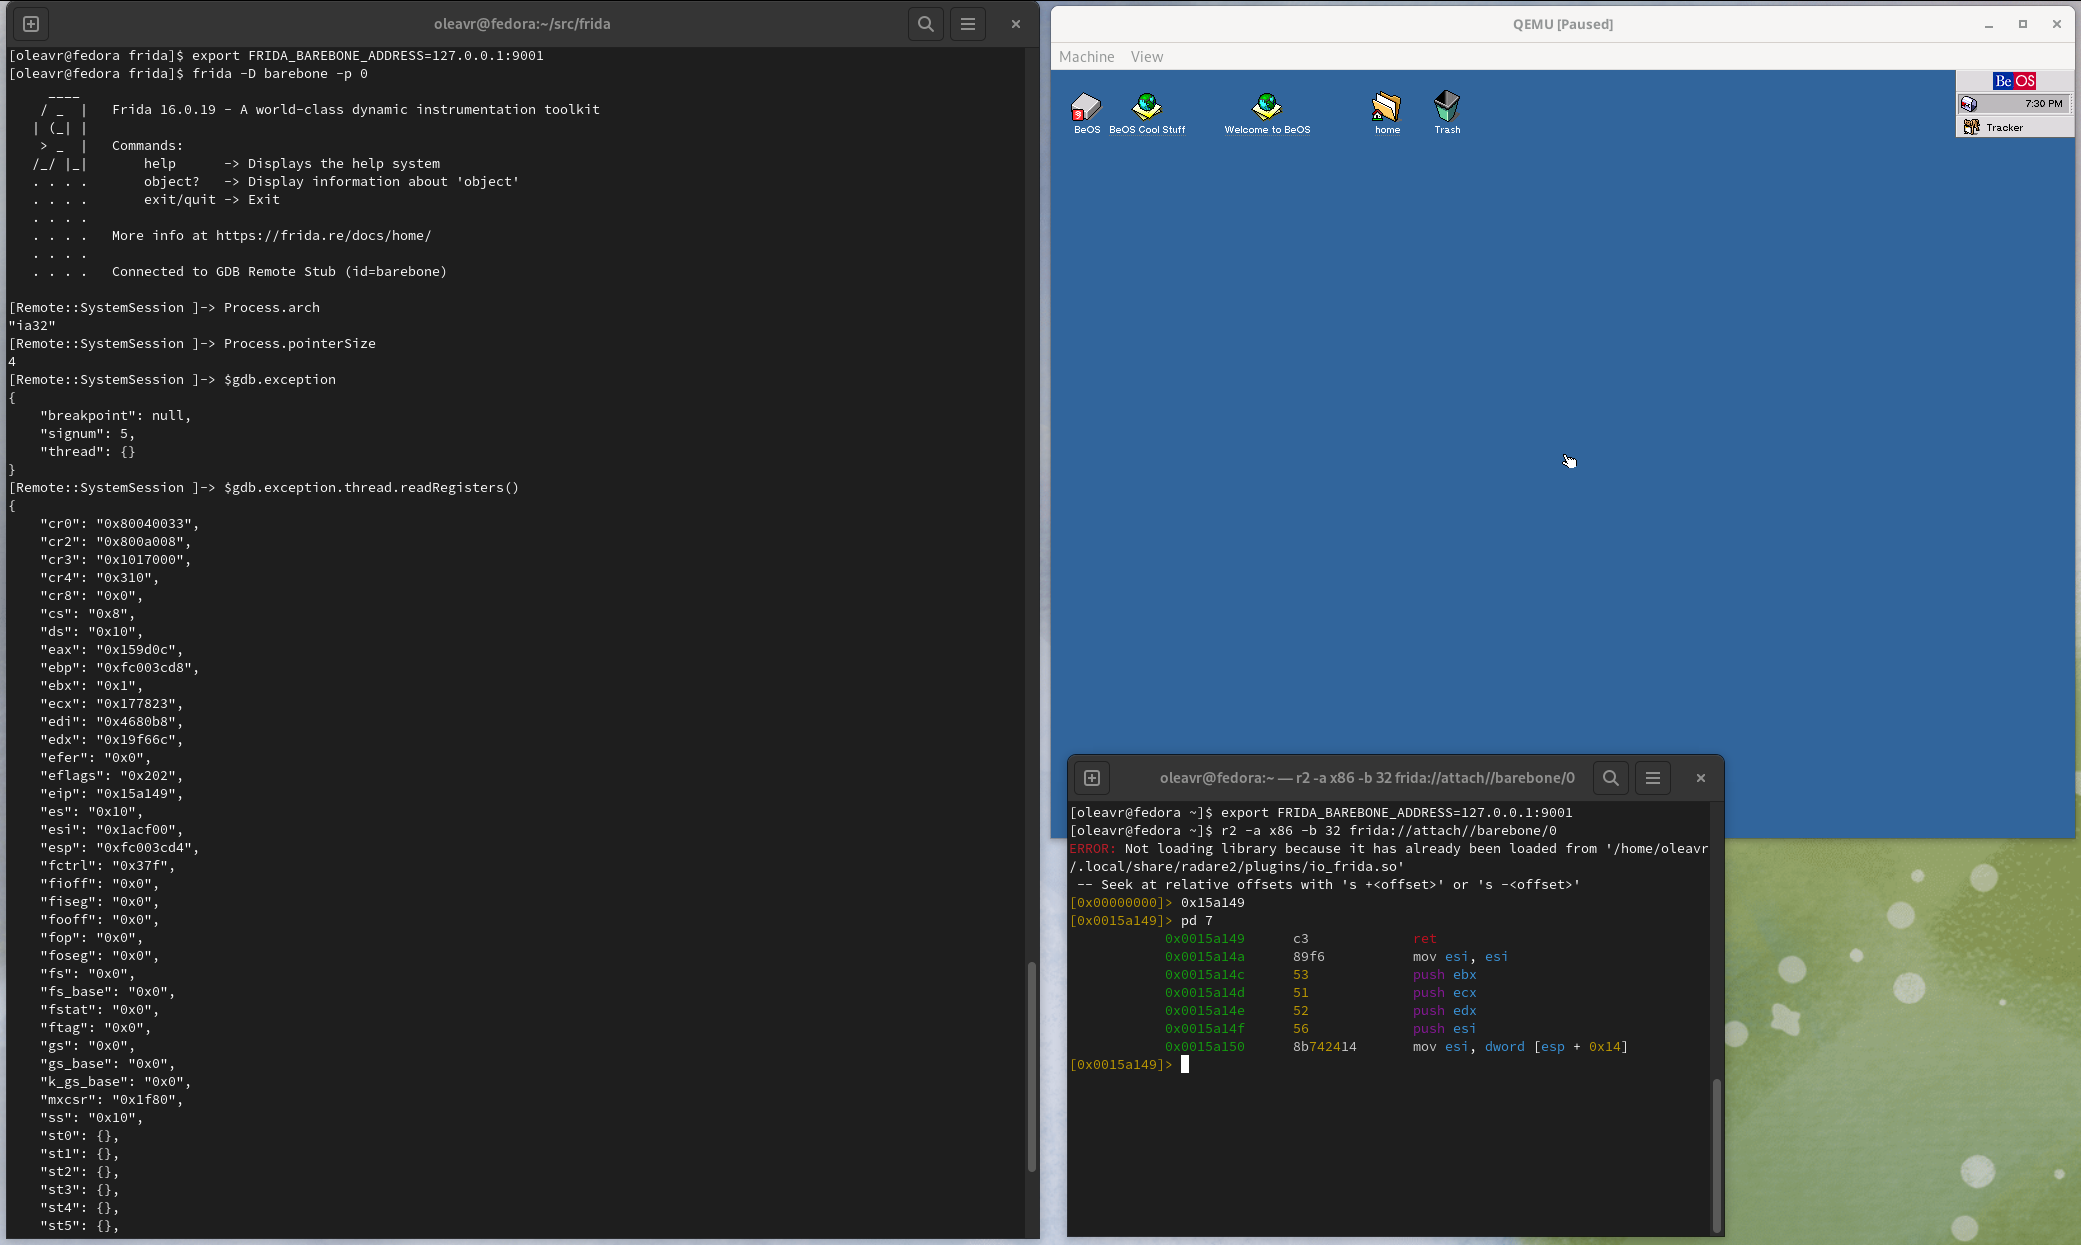 oleavr@fedora:~/src/frida
[oleavr@fedora frida]$ export FRIDA_BAREBONE_ADDRESS=127.0.0.1:9001
[oleavr@fedora frida]$ frida -D barebone -p 0
     ____
    / _  |   Frida 16.0.19 - A world-class dynamic instrumentation toolkit
   | (_| |
    > _  |   Commands:
   /_/ |_|       help      -> Displays the help system
   . . . .       object?   -> Display information about 'object'
   . . . .       exit/quit -> Exit
   . . . .
   . . . .   More info at https://frida.re/docs/home/
   . . . .
   . . . .   Connected to GDB Remote Stub (id=barebone)
[Remote::SystemSession ]-> Process.arch
"ia32"
[Remote::SystemSession ]-> Process.pointerSize
4
[Remote::SystemSession ]-> $gdb.exception
{
    "breakpoint": null,
    "signum": 5,
    "thread": {}
}
[Remote::SystemSession ]-> $gdb.exception.thread.readRegisters()
{
    "cr0": "0x80040033",
    "cr2": "0x800a008",
    "cr3": "0x1017000",
    "cr4": "0x310",
    "cr8": "0x0",
    "cs": "0x8",
    "ds": "0x10",
    "eax": "0x159d0c",
    "ebp": "0xfc003cd8",
    "ebx": "0x1",
    "ecx": "0x177823",
    "edi": "0x4680b8",
    "edx": "0x19f66c",
    "efer": "0x0",
    "eflags": "0x202",
    "eip": "0x15a149",
    "es": "0x10",
    "esi": "0x1acf00",
    "esp": "0xfc003cd4",
    "fctrl": "0x37f",
    "fioff": "0x0",
    "fiseg": "0x0",
    "fooff": "0x0",
    "fop": "0x0",
    "foseg": "0x0",
    "fs": "0x0",
    "fs_base": "0x0",
    "fstat": "0x0",
    "ftag": "0x0",
    "gs": "0x0",
    "gs_base": "0x0",
    "k_gs_base": "0x0",
    "mxcsr": "0x1f80",
    "ss": "0x10",
    "st0": {},
    "st1": {},
    "st2": {},
    "st3": {},
    "st4": {},
    "st5": {},
QEMU [Paused]
Machine View
BeOS
7:30 PM
Tracker
BeOS BeOS Cool Stuff Welcome to BeOS home Trash
oleavr@fedora:~ — r2 -a x86 -b 32 frida://attach//barebone/0
[oleavr@fedora ~]$ export FRIDA_BAREBONE_ADDRESS=127.0.0.1:9001
[oleavr@fedora ~]$ r2 -a x86 -b 32 frida://attach//barebone/0
ERROR: Not loading library because it has already been loaded from '/home/oleavr
/.local/share/radare2/plugins/io_frida.so'
 -- Seek at relative offsets with 's +<offset>' or 's -<offset>'
[0x00000000]> 0x15a149
[0x0015a149]> pd 7
            0x0015a149      c3             ret
            0x0015a14a      89f6           mov esi, esi
            0x0015a14c      53             push ebx
            0x0015a14d      51             push ecx
            0x0015a14e      52             push edx
            0x0015a14f      56             push esi
            0x0015a150      8b742414       mov esi, dword [esp + 0x14]
[0x0015a149]>